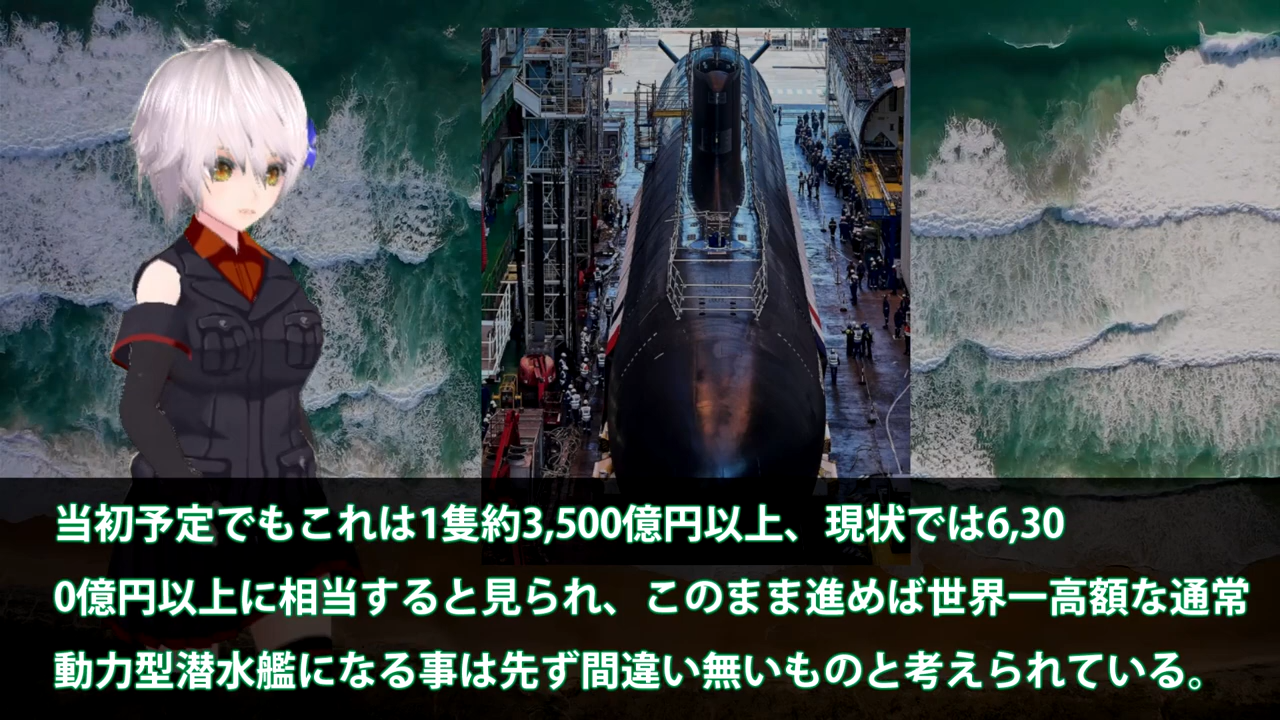 当初予定でもこれは1隻約3,500億円以上、現状では6,30
0億円以上に相当すると見られ、このまま進めば世界一高額な通常
動力型潜水艦になる事は先ず間違い無いものと考えられている。